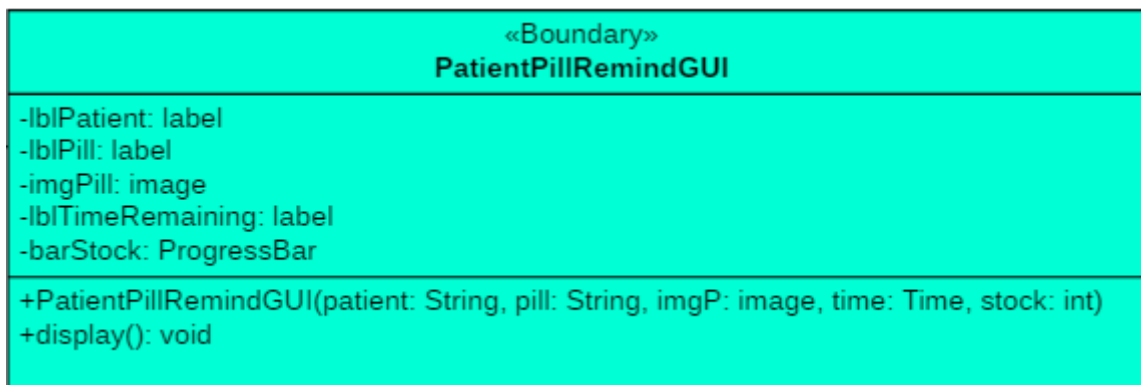 «Boundary»
PatientPillRemindGUI
-lblPatient: label
-lblPill: label
-imgPill: image
-lblTimeRemaining: label
-barStock: ProgressBar
+PatientPillRemindGUI(patient: String, pill: String, imgP: image, time: Time, stock: int)
+display(): void